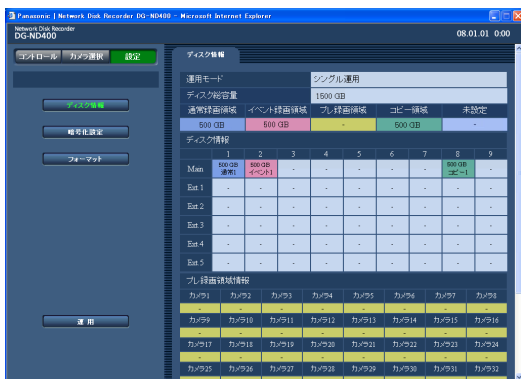 Panasonic | Network Disk Recorder DG-ND400 - Microsoft Internet Explorer
Network Disk Recorder
DG-ND400
08.01.01 0:00
コントロール カメラ選択 設定
ディスク情報
暗号化設定
フォーマット
運用
ディスク情報
運用モード シングル運用
ディスク総容量 1500 GB
通常録画領域 イベント録画領域 プレ録画領域 コピー領域 未設定
500 GB 500 GB - 500 GB -
ディスク情報
1 2 3 4 5 6 7 8 9
Main 500 GB 通常1 500 GB イベント1 - - - - - 500 GB コピー1 -
Ext.1 - - - - - - - - -
Ext.2 - - - - - - - - -
Ext.3 - - - - - - - - -
Ext.4 - - - - - - - - -
Ext.5 - - - - - - - - -
プレ録画領域情報
カメラ1 カメラ2 カメラ3 カメラ4 カメラ5 カメラ6 カメラ7 カメラ8
- - - - - - - -
カメラ9 カメラ10 カメラ11 カメラ12 カメラ13 カメラ14 カメラ15 カメラ16
- - - - - - - -
カメラ17 カメラ18 カメラ19 カメラ20 カメラ21 カメラ22 カメラ23 カメラ24
- - - - - - - -
カメラ25 カメラ26 カメラ27 カメラ28 カメラ29 カメラ30 カメラ31 カメラ32